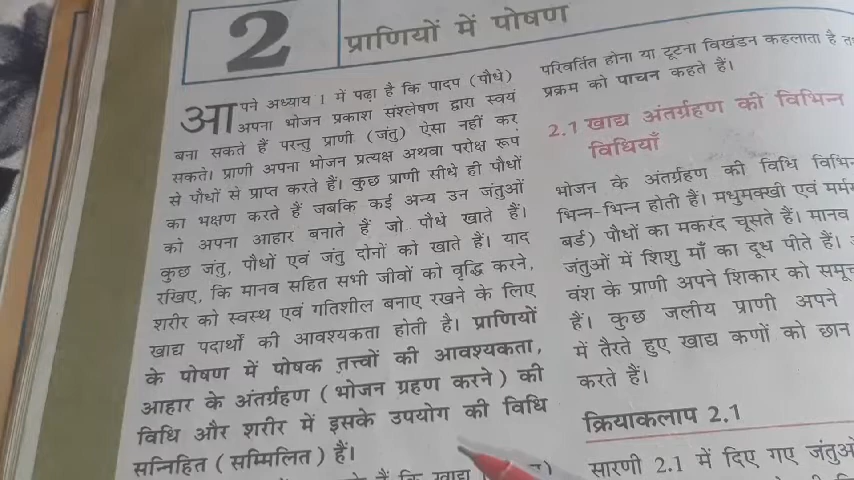 2
प्राणियों में पोषण
आपने अध्याय 1 में पढ़ा है कि पादप (पौधे)
अपना भोजन प्रकाश संश्लेषण द्वारा स्वयं
बना सकते हैं परन्तु प्राणी (जंतु) ऐसा नहीं कर
सकते। प्राणी अपना भोजन प्रत्यक्ष अथवा परोक्ष रूप
से पौधों से प्राप्त करते हैं। कुछ प्राणी सीधे ही पौधों
का भक्षण करते हैं जबकि कई अन्य उन जंतुओं
को अपना आहार बनाते हैं जो पौधे खाते हैं।
कुछ जंतु, पौधों एवं जंतु दोनों को खाते हैं। याद
रखिए, कि मानव सहित सभी जीवों को वृद्धि करने,
शरीर को स्वस्थ एवं गतिशील बनाए रखने के लिए
खाद्य पदार्थों की आवश्यकता होती है। प्राणियों
के पोषण में पोषक तत्त्वों की आवश्यकता,
आहार के अंतर्ग्रहण (भोजन ग्रहण करने) की
विधि और शरीर में इसके उपयोग की विधि
सन्निहित (सम्मिलित) हैं।
हैं कि खाद्य
परिवर्तित होना या टूटना विखंडन कहलाता है
प्रक्रम को पाचन कहते हैं।
2.1 खाद्य अंतर्ग्रहण की विभिन्न
विधियाँ
भोजन के अंतर्ग्रहण की विधि
भिन्न-भिन्न होती हैं। मधुमक्खी एवं
बर्ड) पौधों का मकरंद चूसते हैं। मानव
जंतुओं में शिशु माँ का दूध पीते हैं।
वंश के प्राणी अपने शिकार को
हैं। कुछ जलीय प्राणी अपने
में तैरते हुए खाद्य कणों को छान
करते हैं।
क्रियाकलाप 2.1
सारणी 2.1 में दिए गए